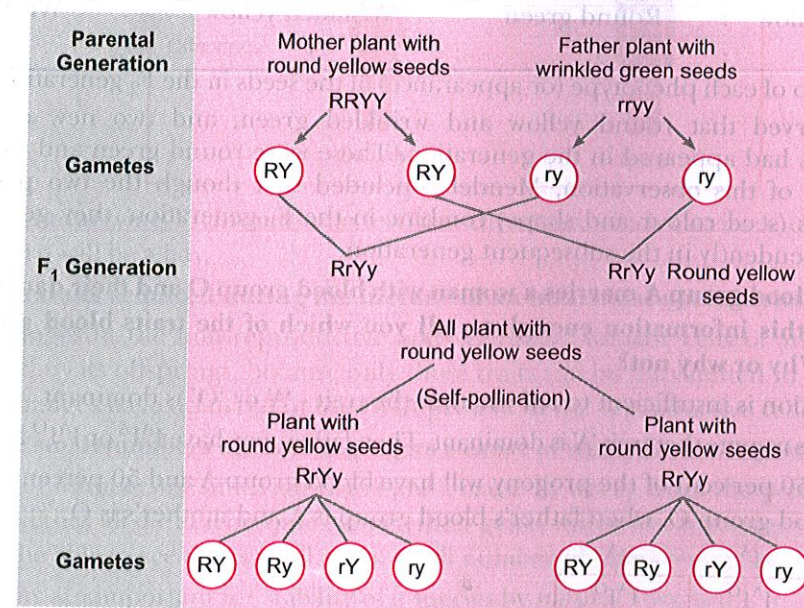 Round green
Parental
Generation
Mother plant with
round yellow seeds
Father plant with
wrinkled green seeds
RRYY
rryy
Gametes
RY
RY
ry
ry
F₁ Generation
RrYy
RrYy Round yellow
seeds
All plant with
round yellow seeds
(Self-pollination)
Plant with
round yellow seeds
Plant with
round yellow seeds
RrYy
RrYy
Gametes
RY
Ry
rY
ry
RY
Ry
rY
ry